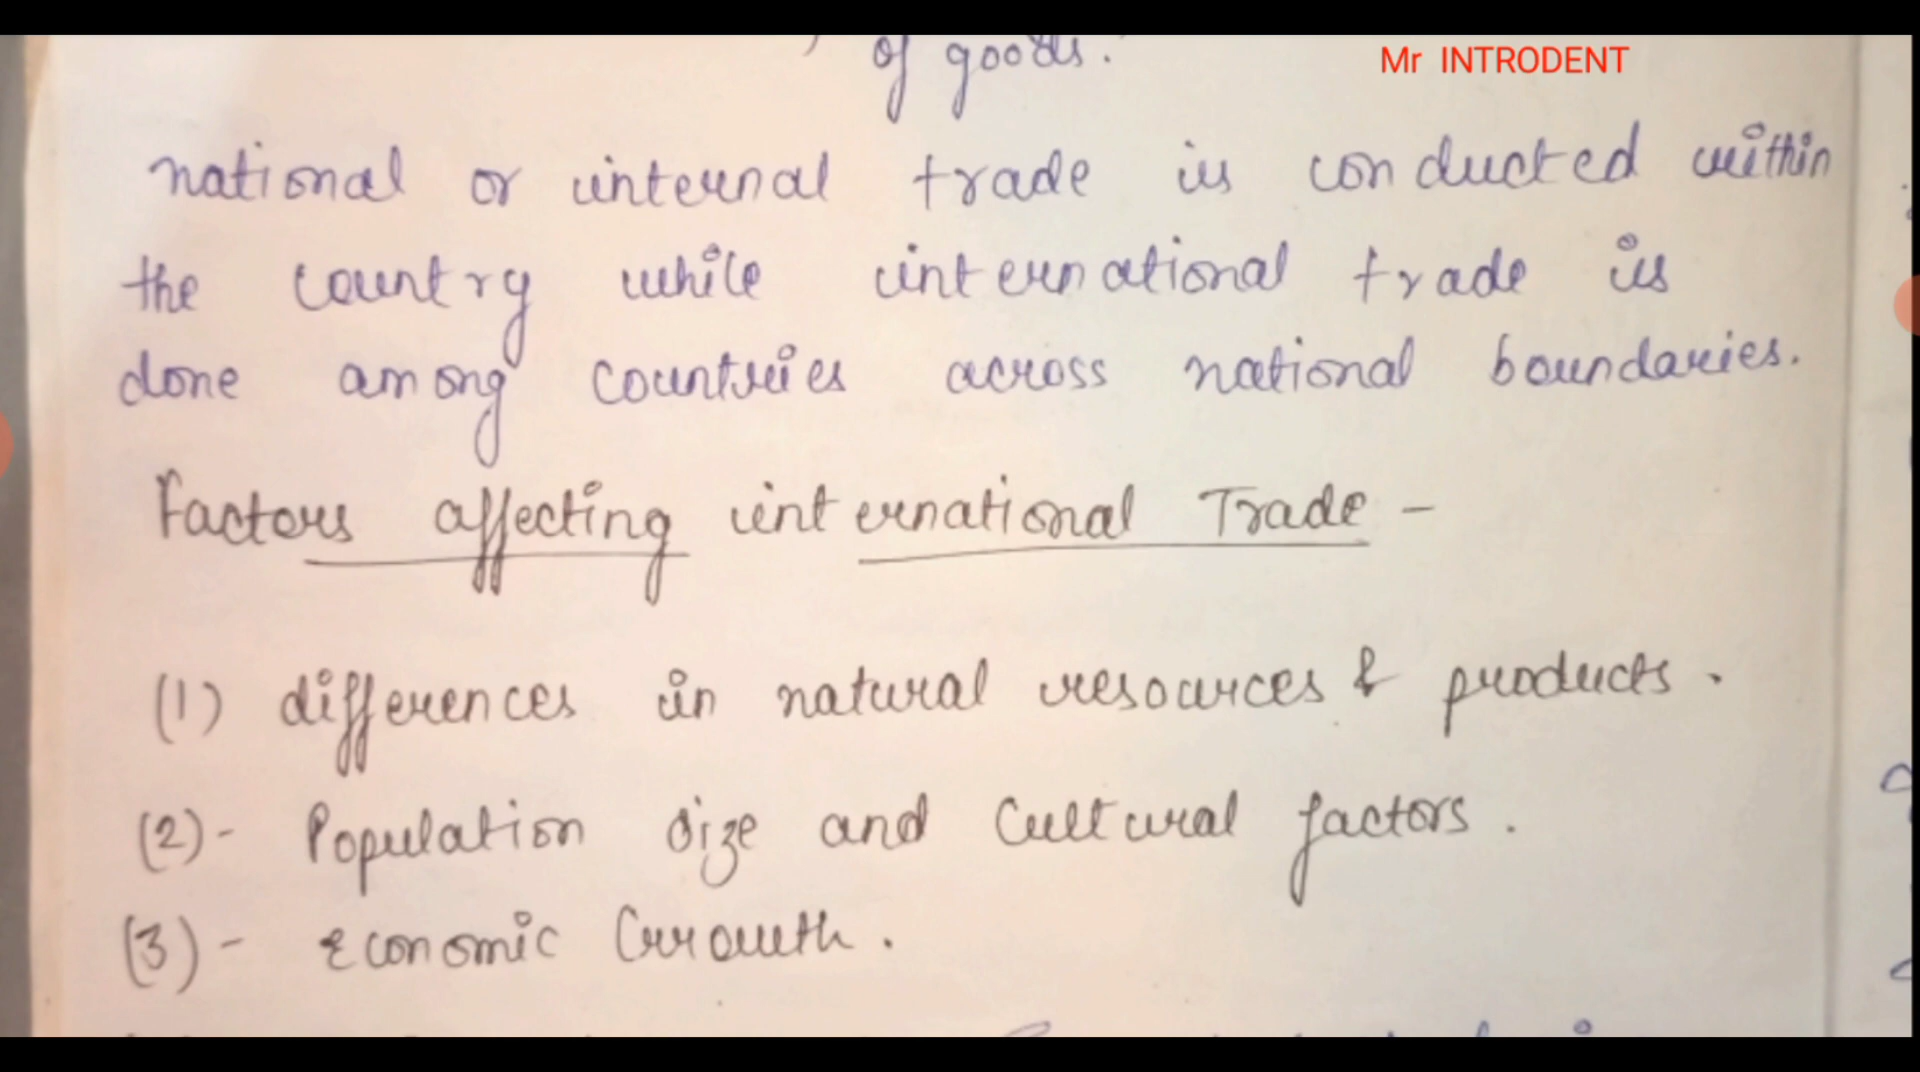 of goods.
Mr INTRODENT
national or internal trade is conducted within
the country while international trade is
done among countries across national boundaries.
Factors affecting international Trade -
(1) differences in natural resources & products.
(2)- Population size and Cultural factors.
(3)- Economic Growth.